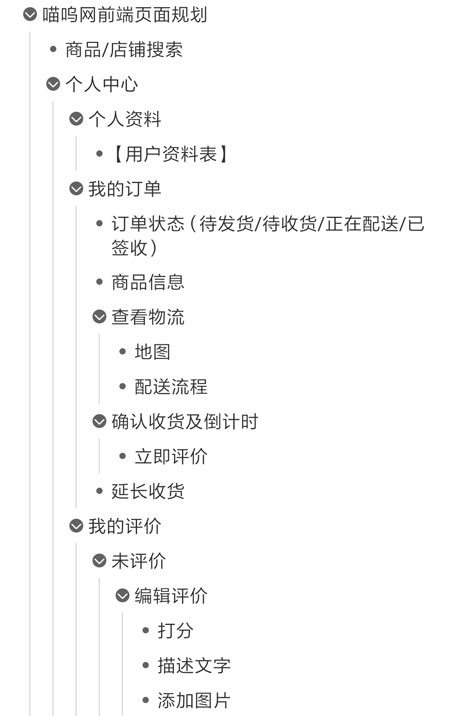 喵呜网前端页面规划
商品/店铺搜索
个人中心
个人资料
【用户资料表】
我的订单
订单状态（待发货/待收货/正在配送/已
签收）
商品信息
查看物流
地图
配送流程
确认收货及倒计时
立即评价
延长收货
我的评价
未评价
编辑评价
打分
描述文字
添加图片